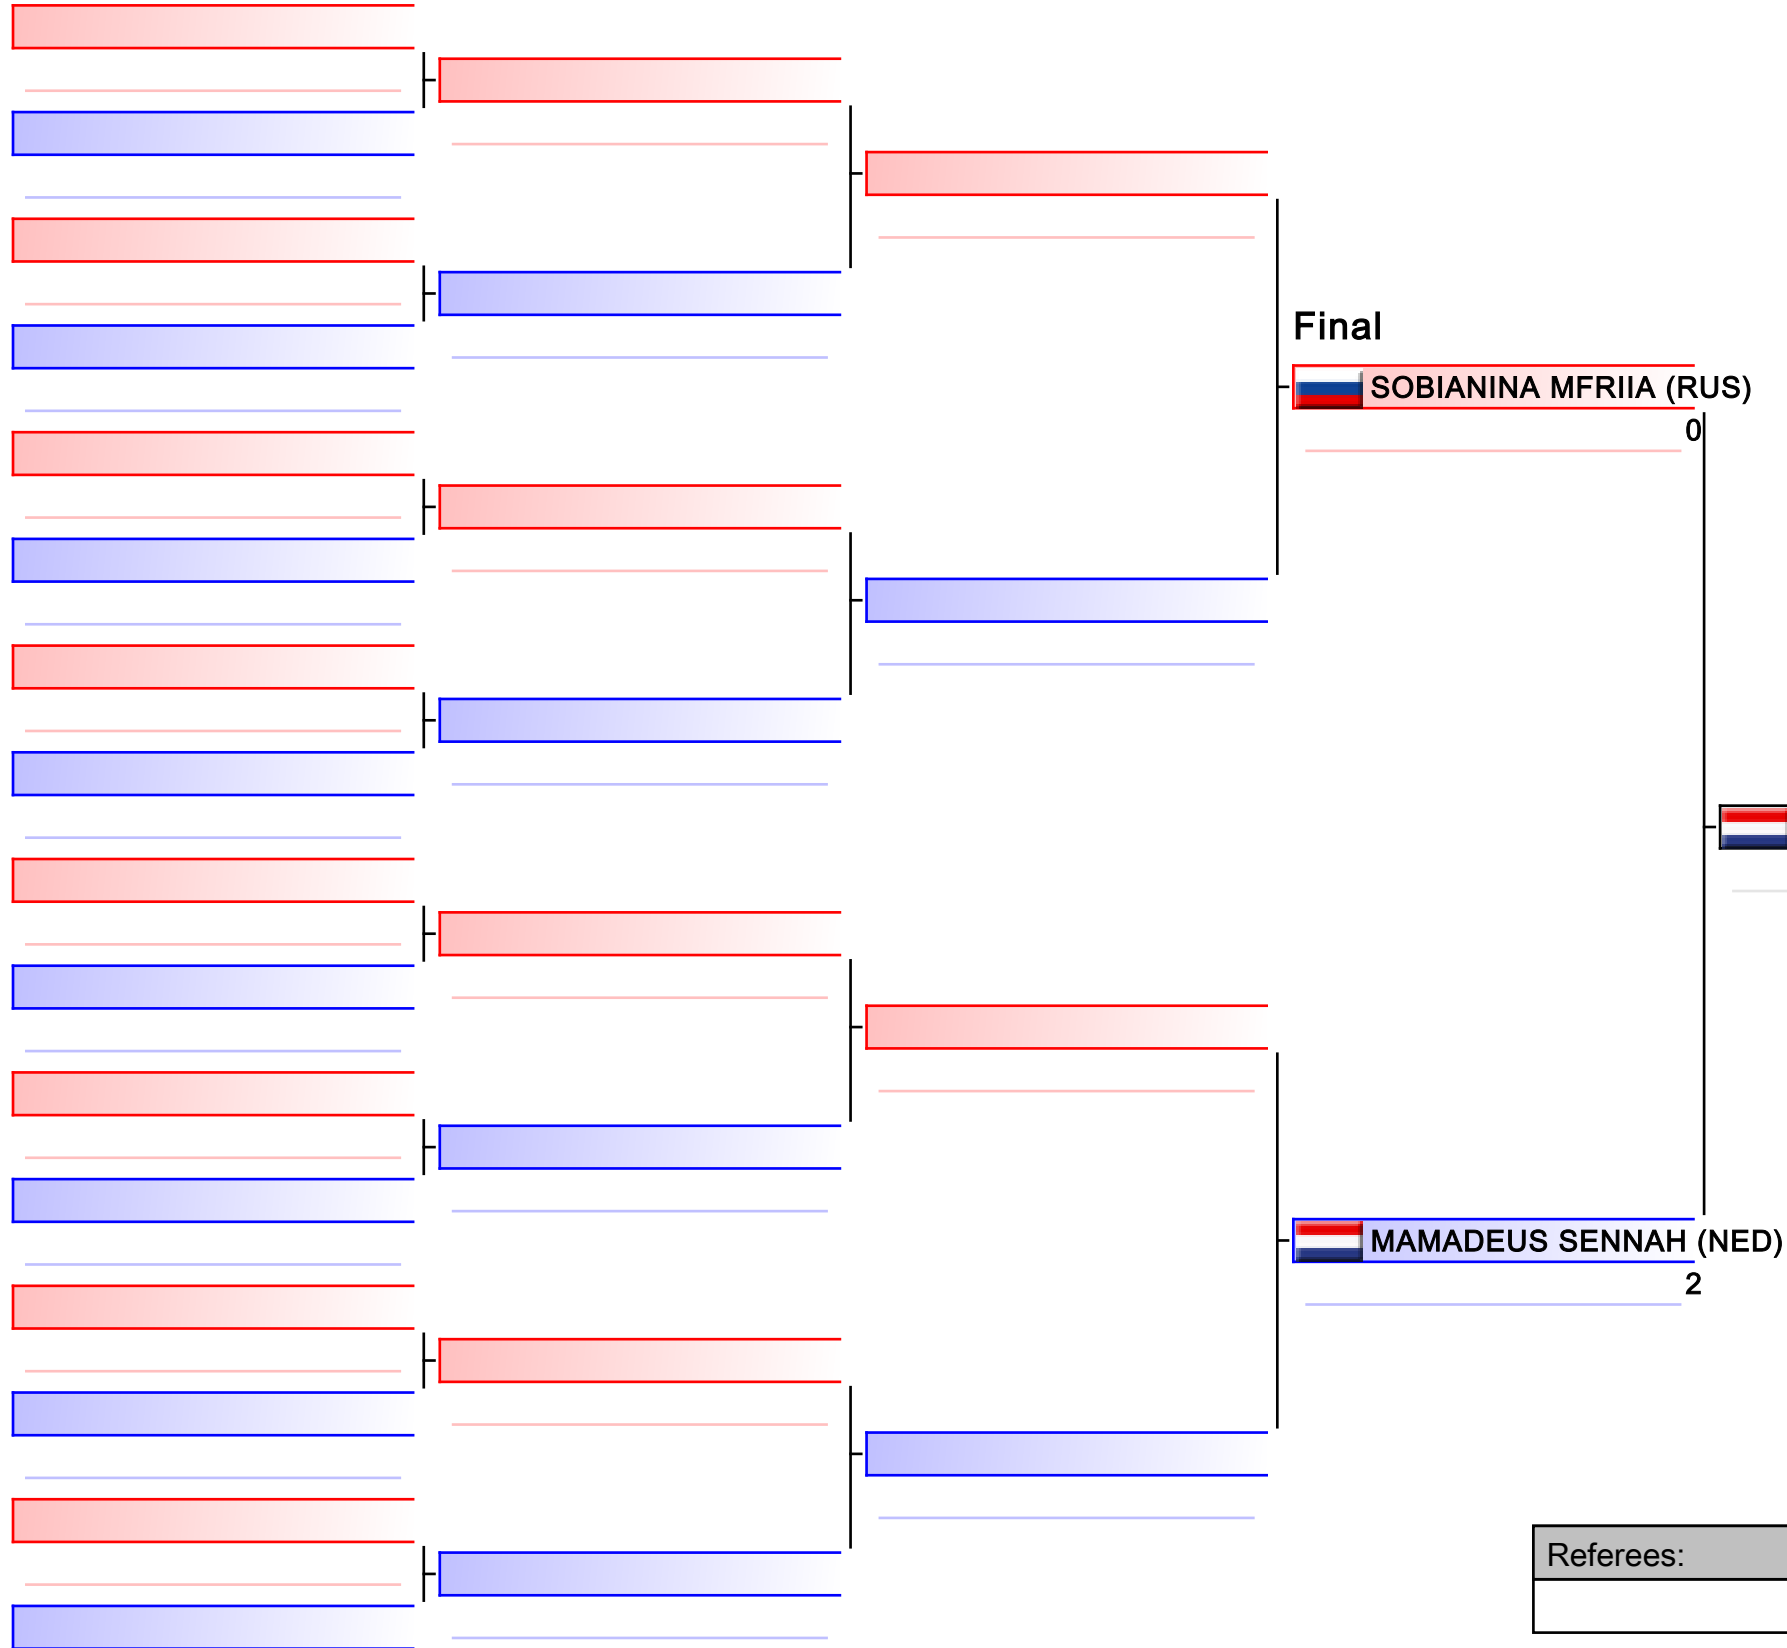 Final
SOBIANINA MFRIIA (RUS)
0
MAMADEUS SENNAH (NED)
2
Referees: